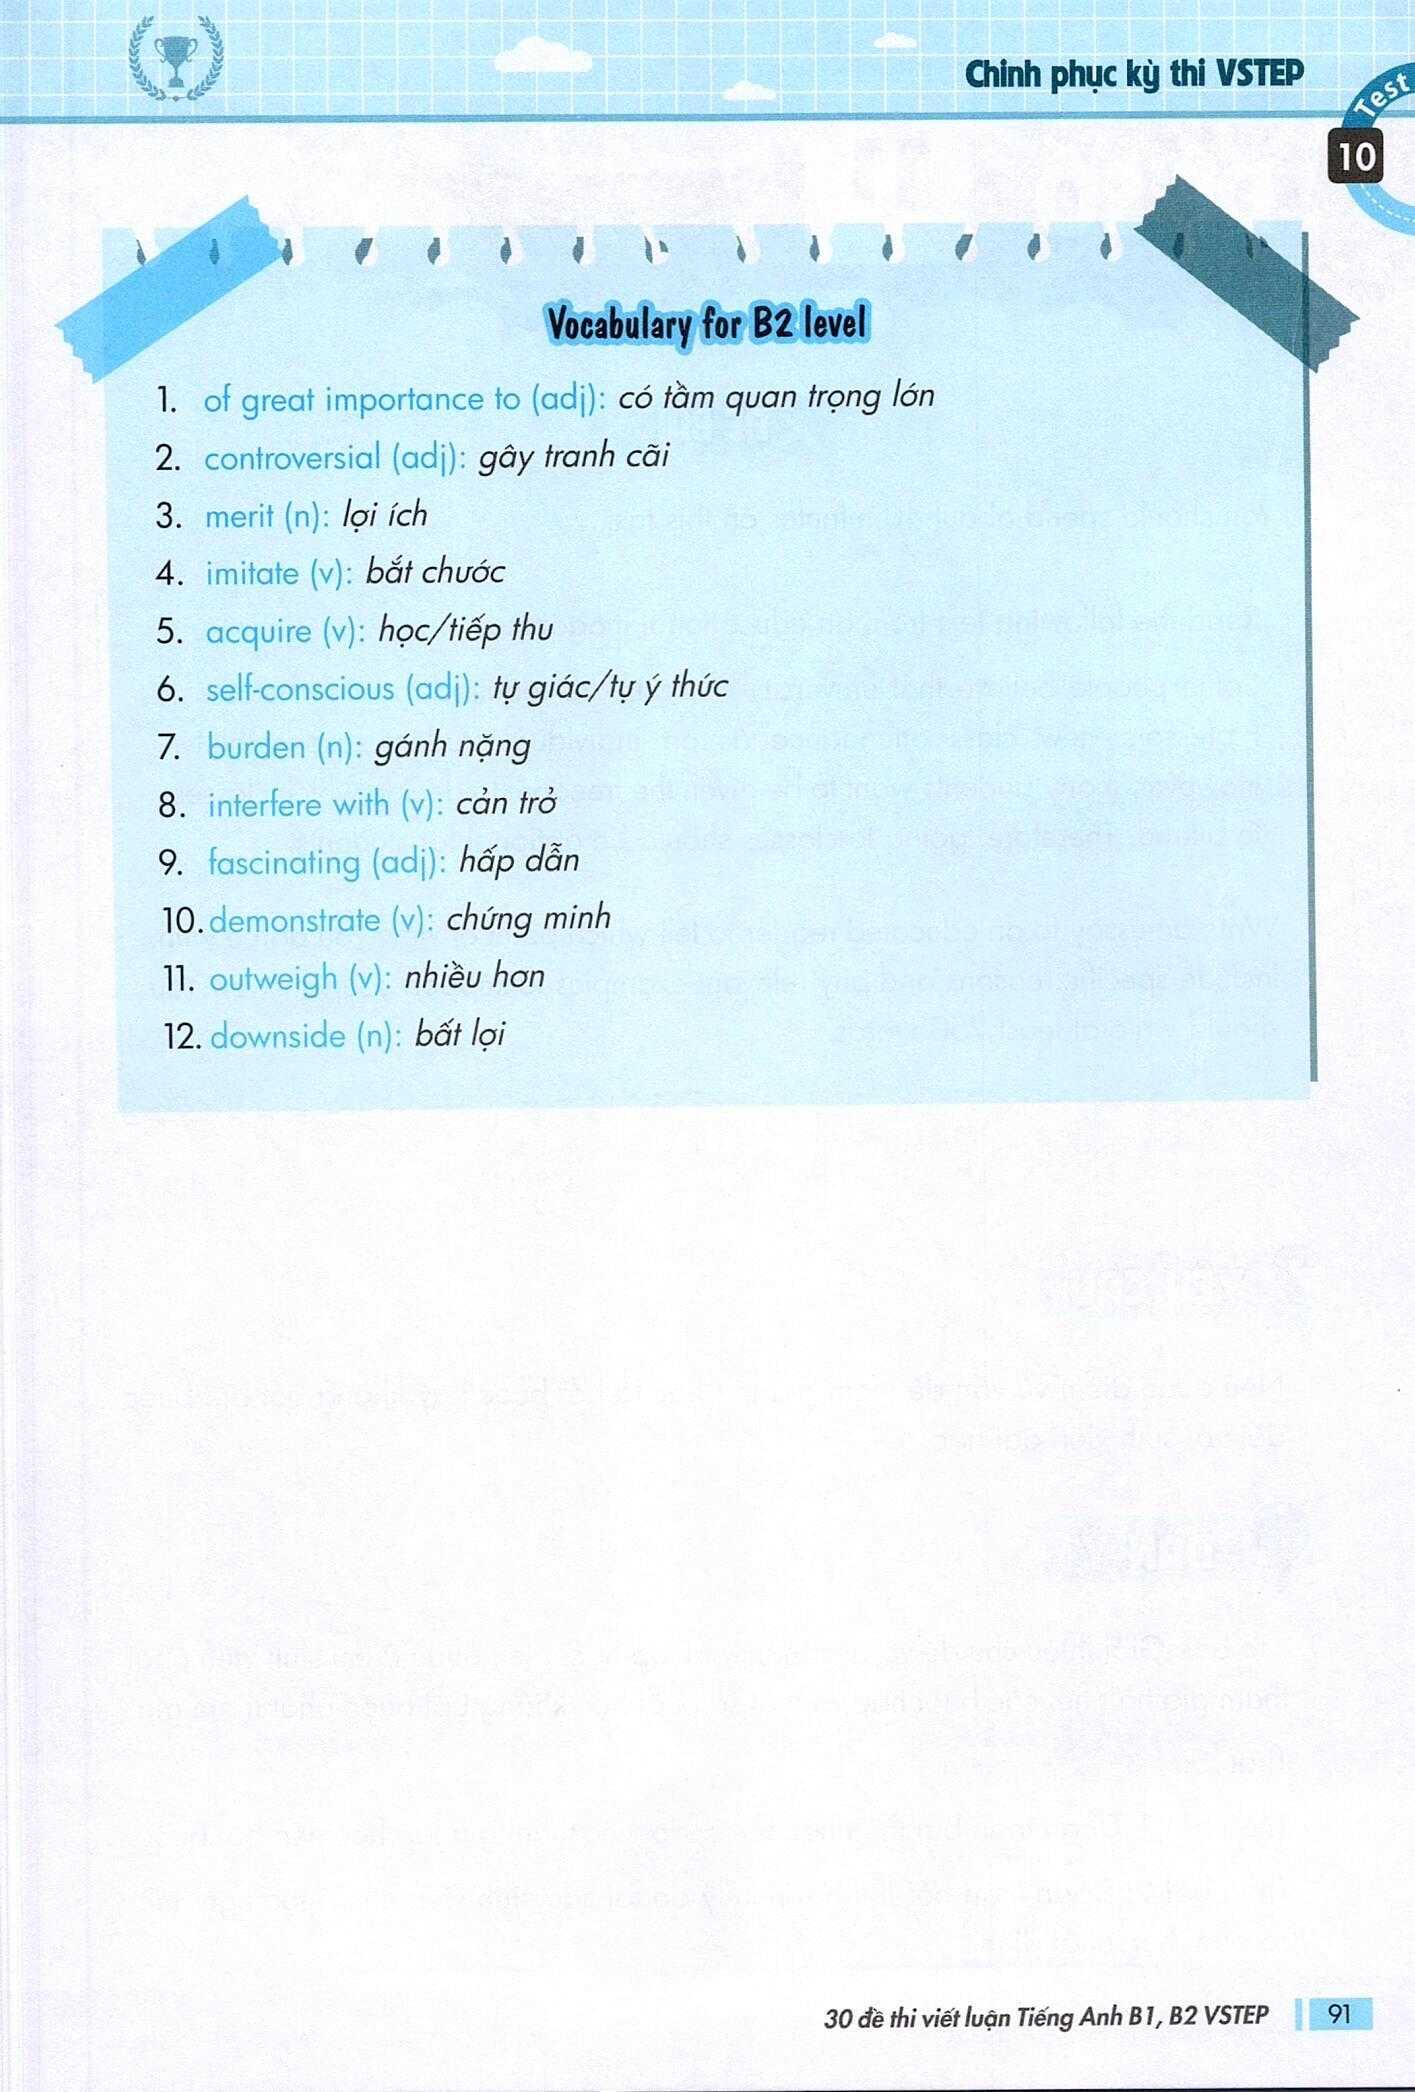 Chinh phục kỳ thi VSTEP
Test
10
Vocabulary for B2 level
1. of great importance to (adj): có tầm quan trọng lớn
2. controversial (adj): gây tranh cãi
3. merit (n): lợi ích
4. imitate (v): bắt chước
5. acquire (v): học/tiếp thu
6. self-conscious (adj): tự giác/tự ý thức
7. burden (n): gánh nặng
8. interfere with (v): cản trở
9. fascinating (adj): hấp dẫn
10. demonstrate (v): chứng minh
11. outweigh (v): nhiều hơn
12. downside (n): bất lợi
30 đề thi viết luận Tiếng Anh B1, B2 VSTEP
91